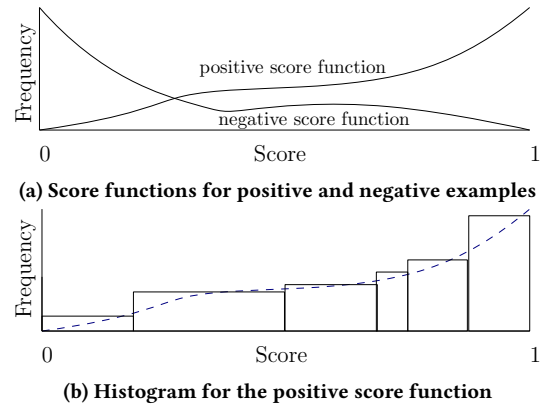 Frequency
positive score function
negative score function
0
Score
1
(a) Score functions for positive and negative examples
Frequency
0
Score
1
(b) Histogram for the positive score function